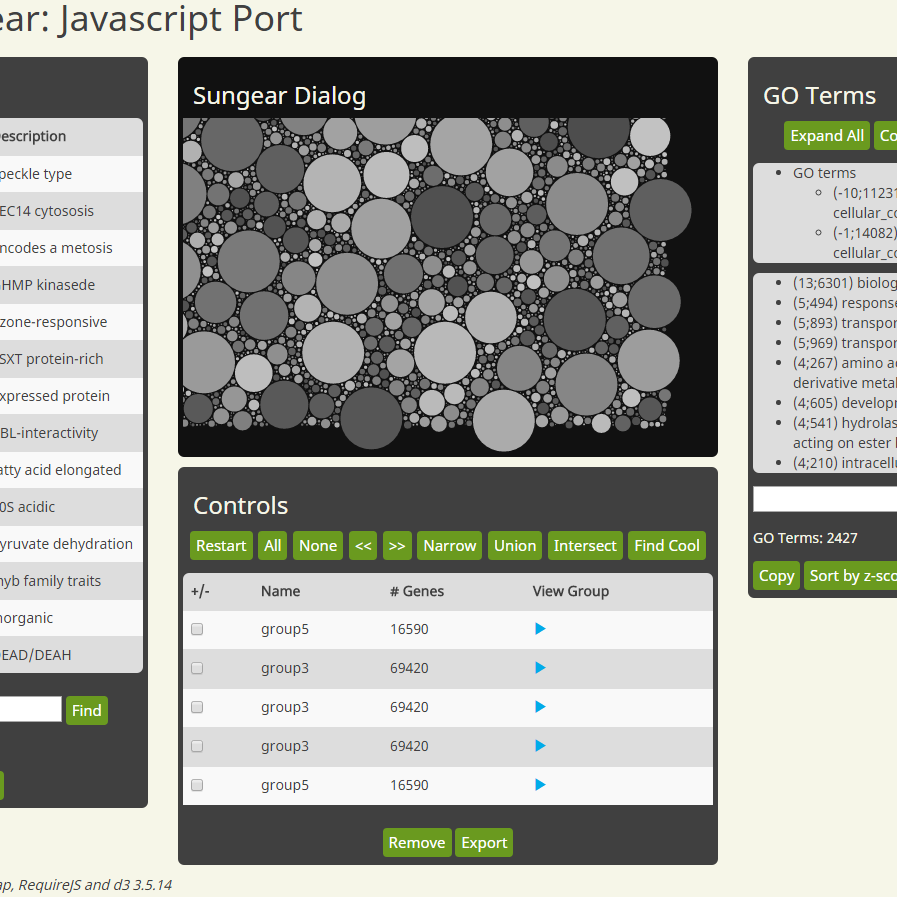 ear: Javascript Port
escription
peckle type
EC14 cytososis
ncodes a metosis
HMP kinasede
zone-responsive
SXT protein-rich
xpressed protein
BL-interactivity
atty acid elongated
0S acidic
yruvate dehydration
nyb family traits
norganic
DEAD/DEAH
Find
Sungear Dialog
Controls
Restart All None << >> Narrow Union Intersect Find Cool
+/- Name # Genes View Group
group5 16590
group3 69420
group3 69420
group3 69420
group5 16590
Remove Export
GO Terms
Expand All Co
GO terms
(-10;11231
cellular_co
(-1;14082)
cellular_co
(13;6301) biolog
(5;494) response
(5;893) transpor
(5;969) transpor
(4;267) amino ac
derivative metal
(4;605) developm
(4;541) hydrolas
acting on ester l
(4;210) intracellu
GO Terms: 2427
Copy Sort by z-sco
ap, RequireJS and d3 3.5.14